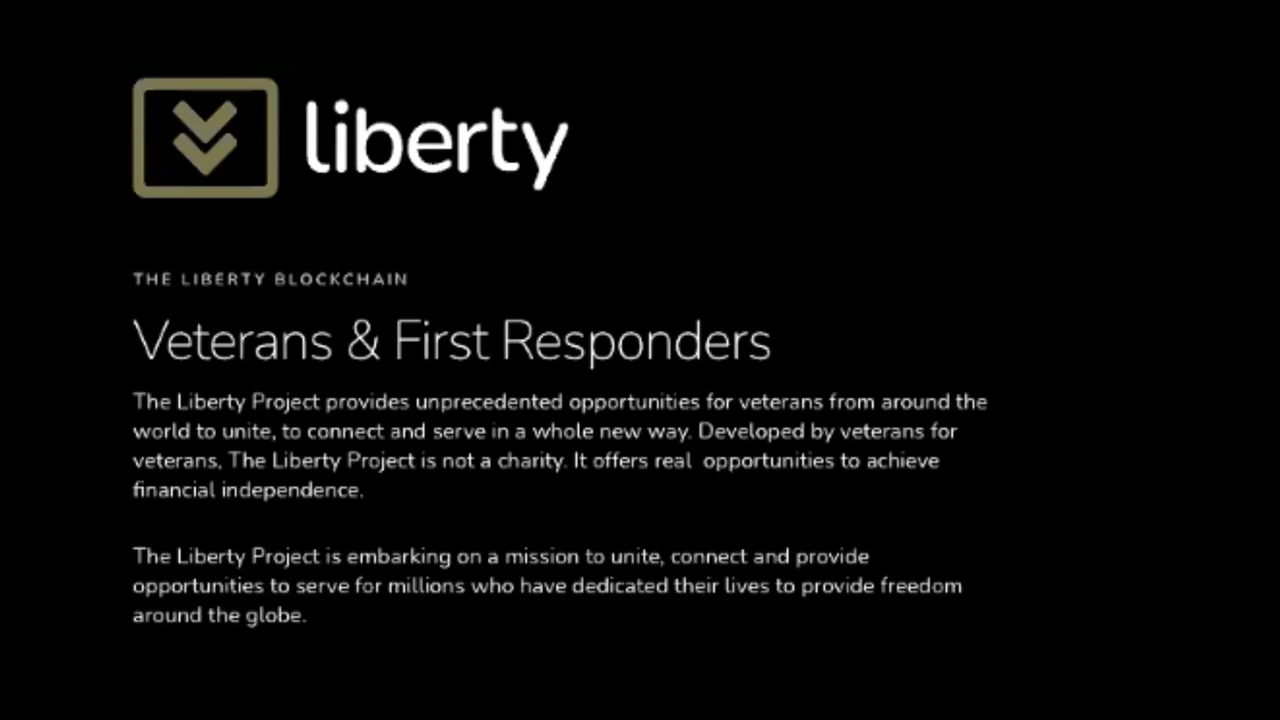 liberty
THE LIBERTY BLOCKCHAIN
Veterans & First Responders
The Liberty Project provides unprecedented opportunities for veterans from around the
world to unite, to connect and serve in a whole new way. Developed by veterans for
veterans, The Liberty Project is not a charity. It offers real opportunities to achieve
financial independence.
The Liberty Project is embarking on a mission to unite, connect and provide
opportunities to serve for millions who have dedicated their lives to provide freedom
around the globe.